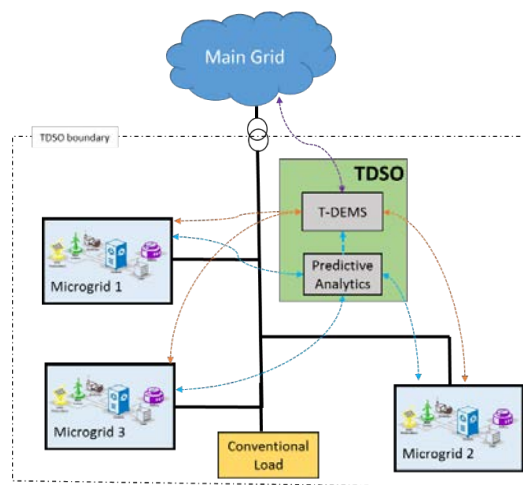 Main Grid
TDSO boundary
TDSO
T-DEMS
Predictive
Analytics
Microgrid 1
Microgrid 3
Microgrid 2
Conventional
Load